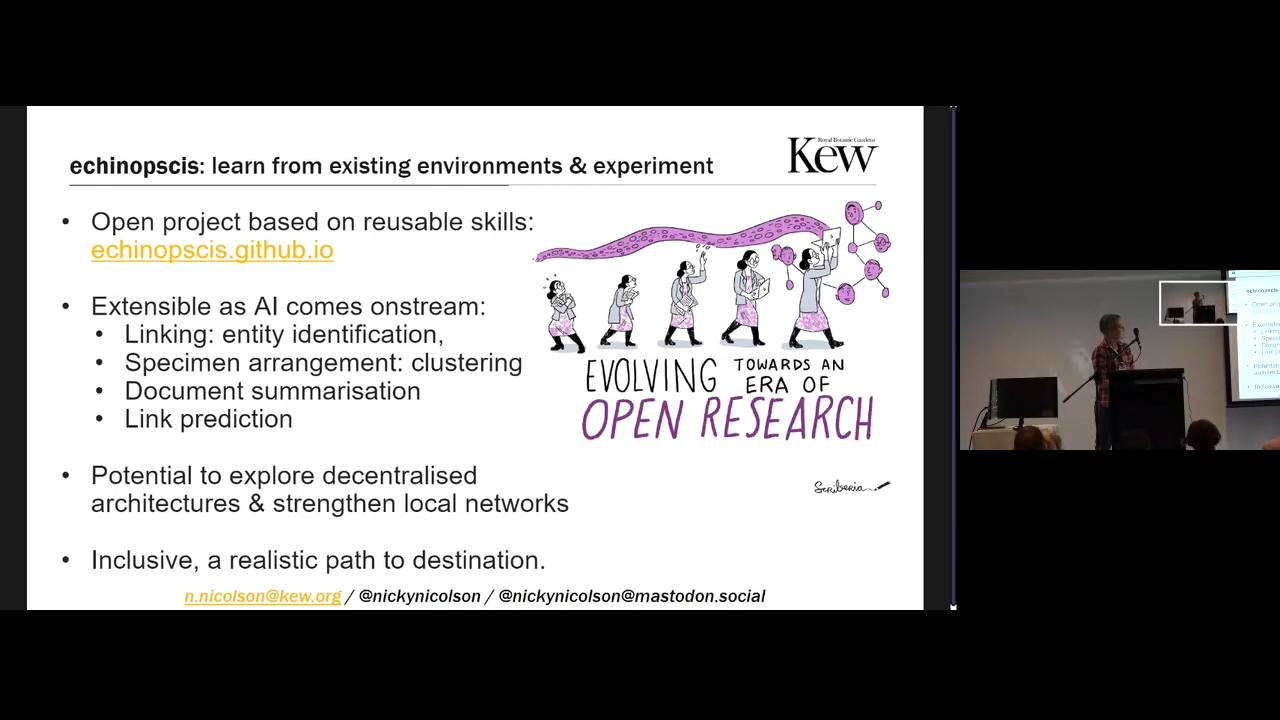 echinopscis: learn from existing environments & experiment
Royal Botanic Gardens
Kew
• Open project based on reusable skills:
echinopscis.github.io
• Extensible as AI comes onstream:
• Linking: entity identification,
• Specimen arrangement: clustering
• Document summarisation
• Link prediction
• Potential to explore decentralised
architectures & strengthen local networks
• Inclusive, a realistic path to destination.
EVOLVING TOWARDS AN
ERA OF
OPEN RESEARCH
Scriberia
n.nicolson@kew.org / @nickynicolson / @nickynicolson@mastodon.social